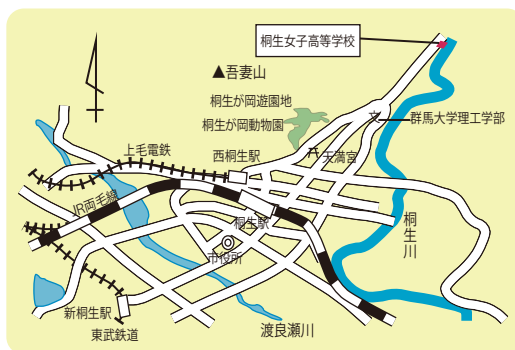 桐生女子高等学校
▲吾妻山
桐生が岡遊園地
桐生が岡動物園
文
群馬大学理工学部
上毛電鉄
西桐生駅
天満宮
JR両毛線
桐生駅
桐生川
市役所
新桐生駅
東武鉄道
渡良瀬川